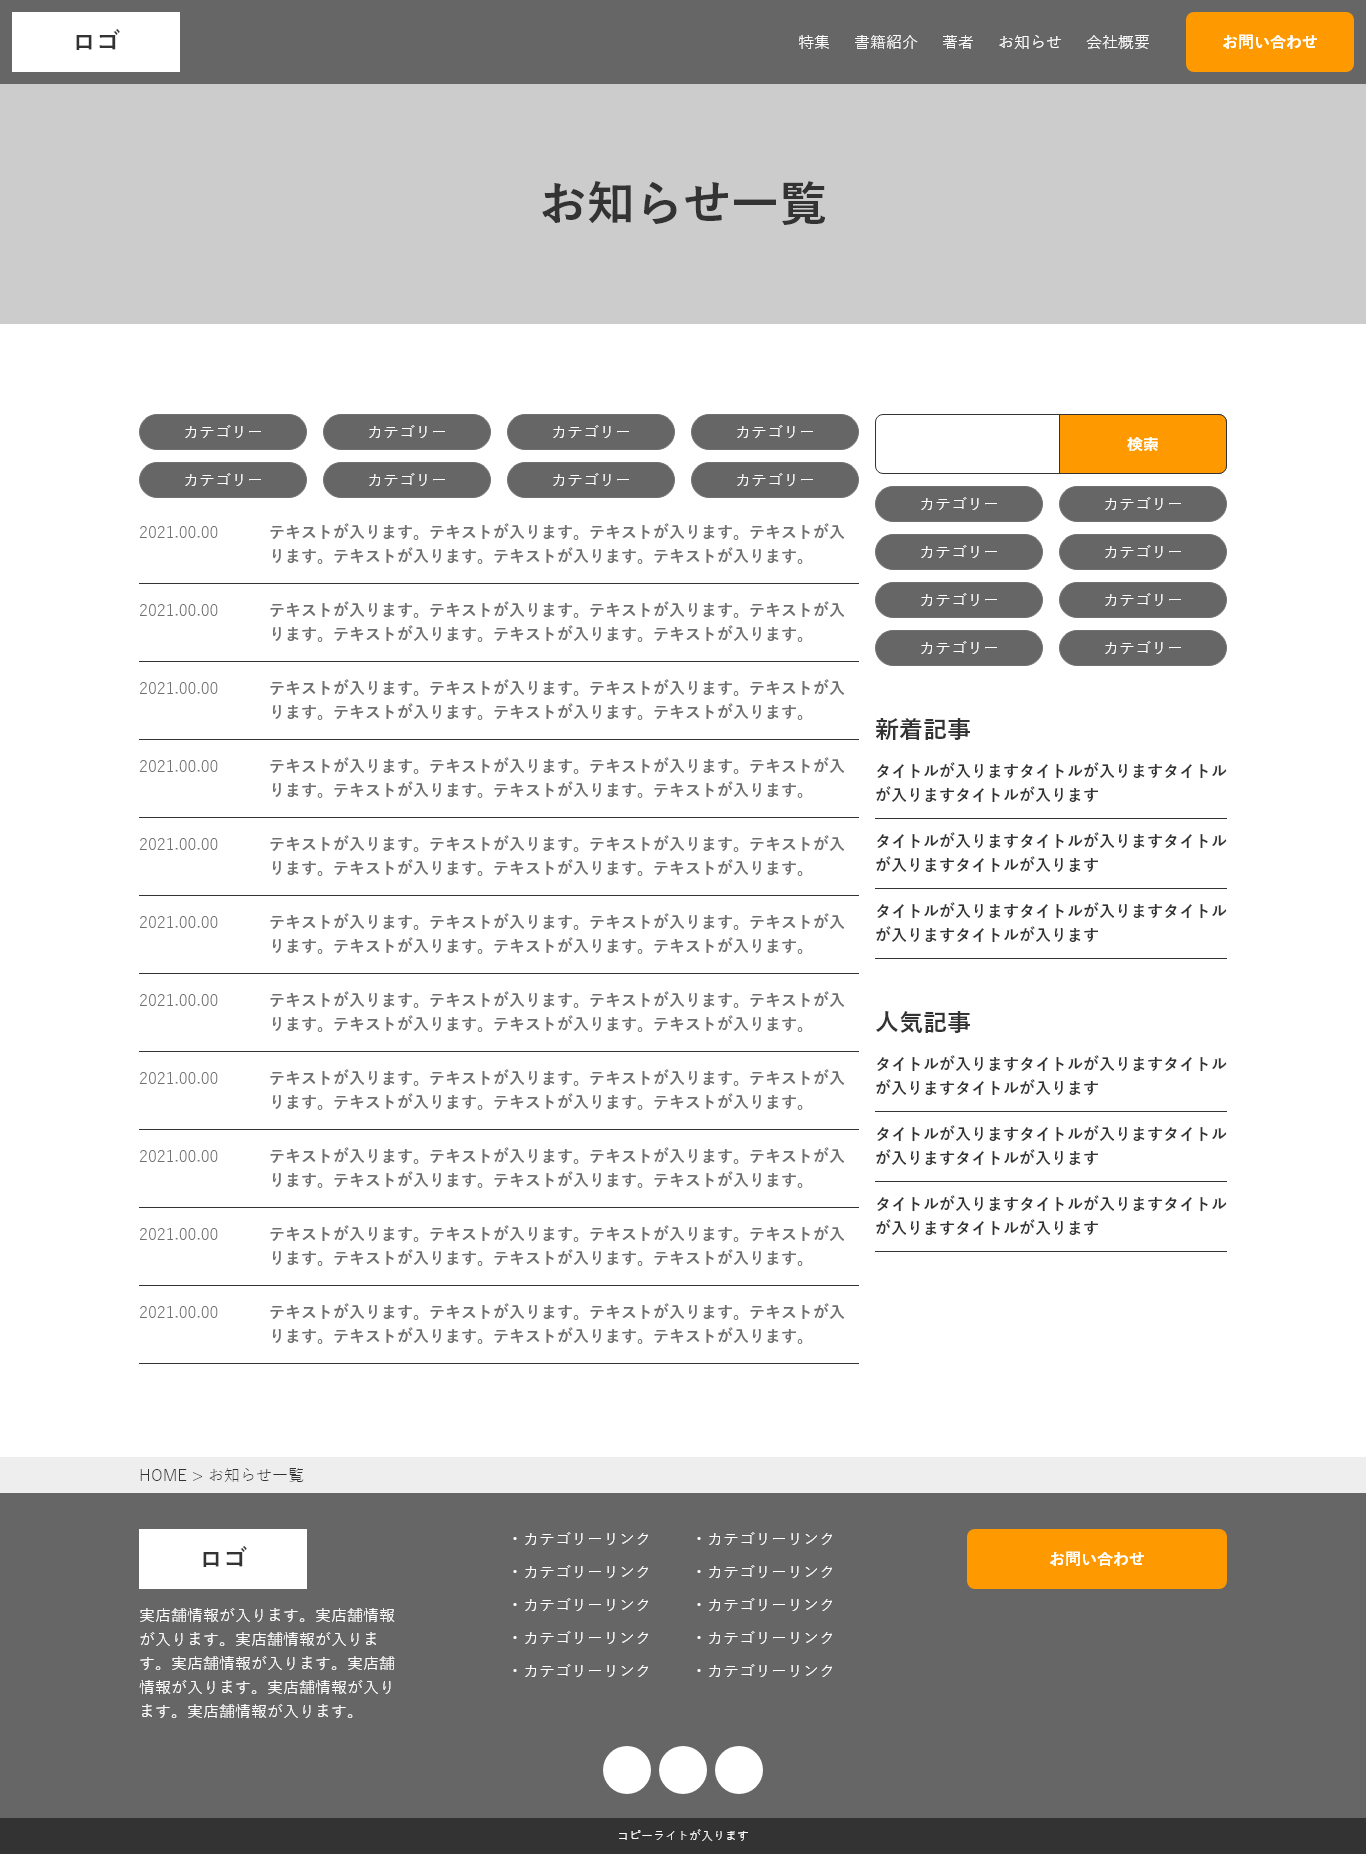 ロゴ
特集 書籍紹介 著者 お知らせ 会社概要 お問い合わせ
お知らせ一覧
カテゴリー カテゴリー カテゴリー カテゴリー
カテゴリー カテゴリー カテゴリー カテゴリー
2021.00.00 テキストが入ります。テキストが入ります。テキストが入ります。テキストが入
ります。テキストが入ります。テキストが入ります。テキストが入ります。
2021.00.00 テキストが入ります。テキストが入ります。テキストが入ります。テキストが入
ります。テキストが入ります。テキストが入ります。テキストが入ります。
2021.00.00 テキストが入ります。テキストが入ります。テキストが入ります。テキストが入
ります。テキストが入ります。テキストが入ります。テキストが入ります。
2021.00.00 テキストが入ります。テキストが入ります。テキストが入ります。テキストが入
ります。テキストが入ります。テキストが入ります。テキストが入ります。
2021.00.00 テキストが入ります。テキストが入ります。テキストが入ります。テキストが入
ります。テキストが入ります。テキストが入ります。テキストが入ります。
2021.00.00 テキストが入ります。テキストが入ります。テキストが入ります。テキストが入
ります。テキストが入ります。テキストが入ります。テキストが入ります。
2021.00.00 テキストが入ります。テキストが入ります。テキストが入ります。テキストが入
ります。テキストが入ります。テキストが入ります。テキストが入ります。
2021.00.00 テキストが入ります。テキストが入ります。テキストが入ります。テキストが入
ります。テキストが入ります。テキストが入ります。テキストが入ります。
2021.00.00 テキストが入ります。テキストが入ります。テキストが入ります。テキストが入
ります。テキストが入ります。テキストが入ります。テキストが入ります。
2021.00.00 テキストが入ります。テキストが入ります。テキストが入ります。テキストが入
ります。テキストが入ります。テキストが入ります。テキストが入ります。
2021.00.00 テキストが入ります。テキストが入ります。テキストが入ります。テキストが入
ります。テキストが入ります。テキストが入ります。テキストが入ります。
検索
カテゴリー カテゴリー
カテゴリー カテゴリー
カテゴリー カテゴリー
カテゴリー カテゴリー
新着記事
タイトルが入りますタイトルが入りますタイトル
が入りますタイトルが入ります
タイトルが入りますタイトルが入りますタイトル
が入りますタイトルが入ります
タイトルが入りますタイトルが入りますタイトル
が入りますタイトルが入ります
人気記事
タイトルが入りますタイトルが入りますタイトル
が入りますタイトルが入ります
タイトルが入りますタイトルが入りますタイトル
が入りますタイトルが入ります
タイトルが入りますタイトルが入りますタイトル
が入りますタイトルが入ります
HOME > お知らせ一覧
ロゴ
実店舗情報が入ります。実店舗情報
が入ります。実店舗情報が入りま
す。実店舗情報が入ります。実店舗
情報が入ります。実店舗情報が入り
ます。実店舗情報が入ります。
・カテゴリーリンク ・カテゴリーリンク
・カテゴリーリンク ・カテゴリーリンク
・カテゴリーリンク ・カテゴリーリンク
・カテゴリーリンク ・カテゴリーリンク
・カテゴリーリンク ・カテゴリーリンク
お問い合わせ
コピーライトが入ります